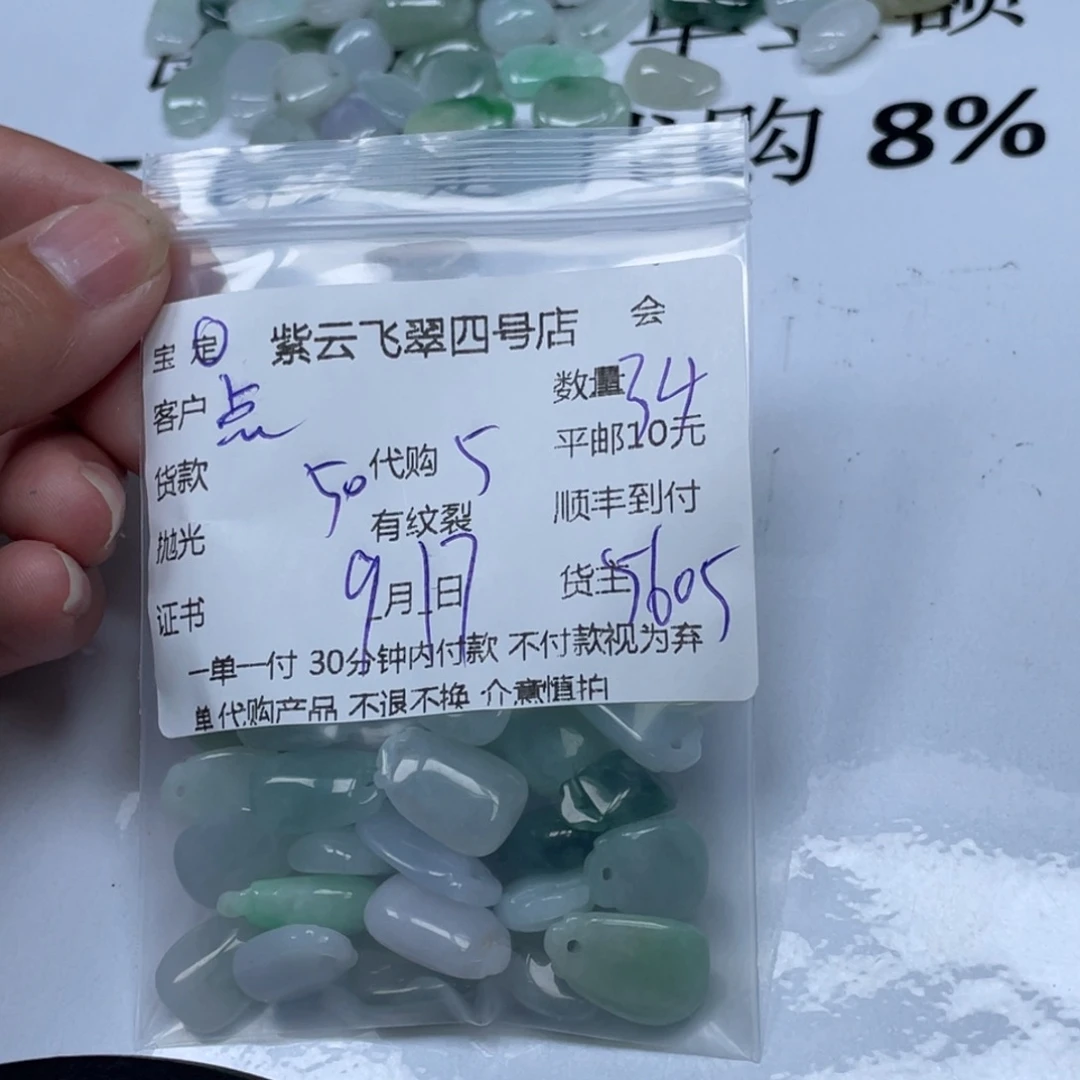 购 8%
宝 定 紫云飞翠四号店 会
客户 点 数量 34
平邮10元
货款 50 代购 5
有纹裂 顺丰到付
抛光
证书 9月17日 货主 5605
一单一付 30分钟内付款 不付款视为弃
单 代购产品 不退不换 介意慎拍